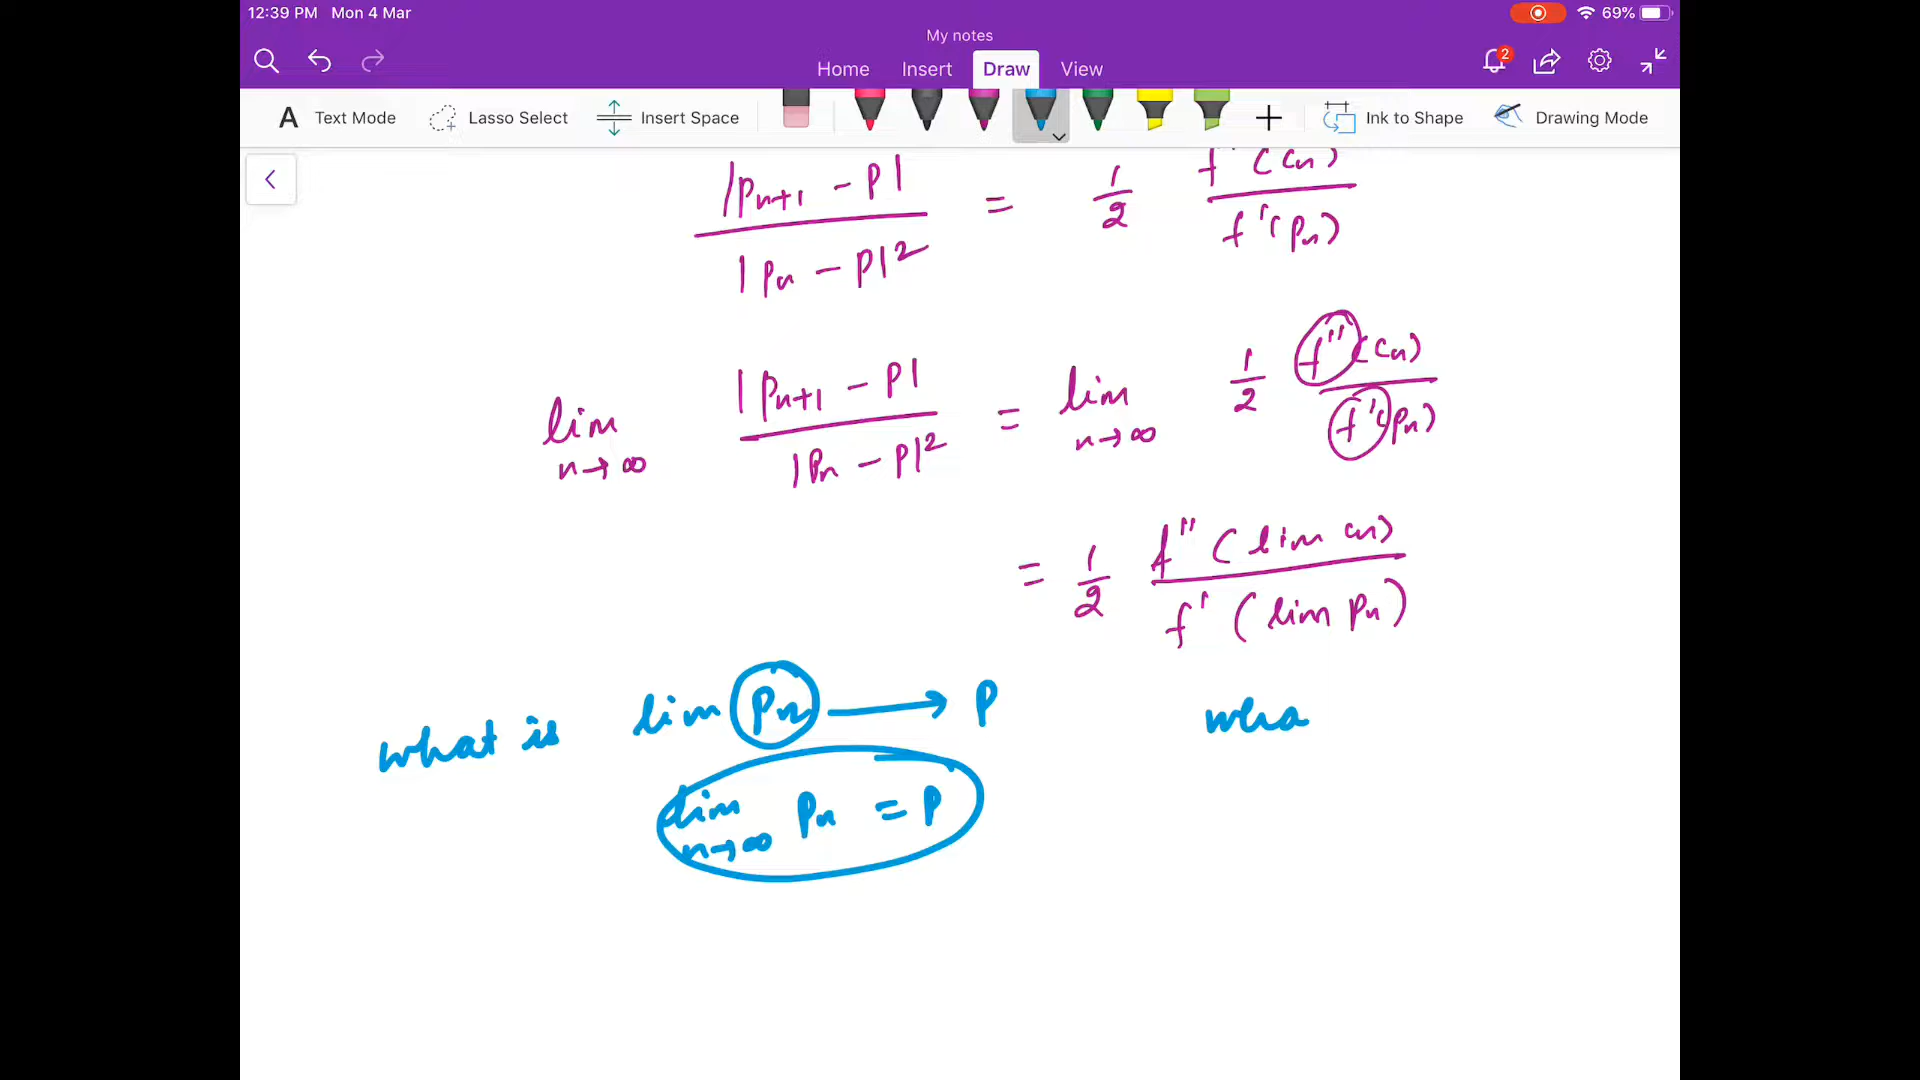 12:39 PM Mon 4 Mar 69%
My notes
Home Insert Draw View 2
A Text Mode Lasso Select Insert Space Ink to Shape Drawing Mode
|Pn+1 - P| / |Pn - P|² = 1/2 f'(Cn) / f'(Pn)
lim n→∞ |Pn+1 - P| / |Pn - P|² = lim n→∞ 1/2 f''(Cn) / f'(Pn)
= 1/2 f''(lim Cn) / f'(lim Pn)
what is lim Pn → P wha
lim n→∞ Pn = P